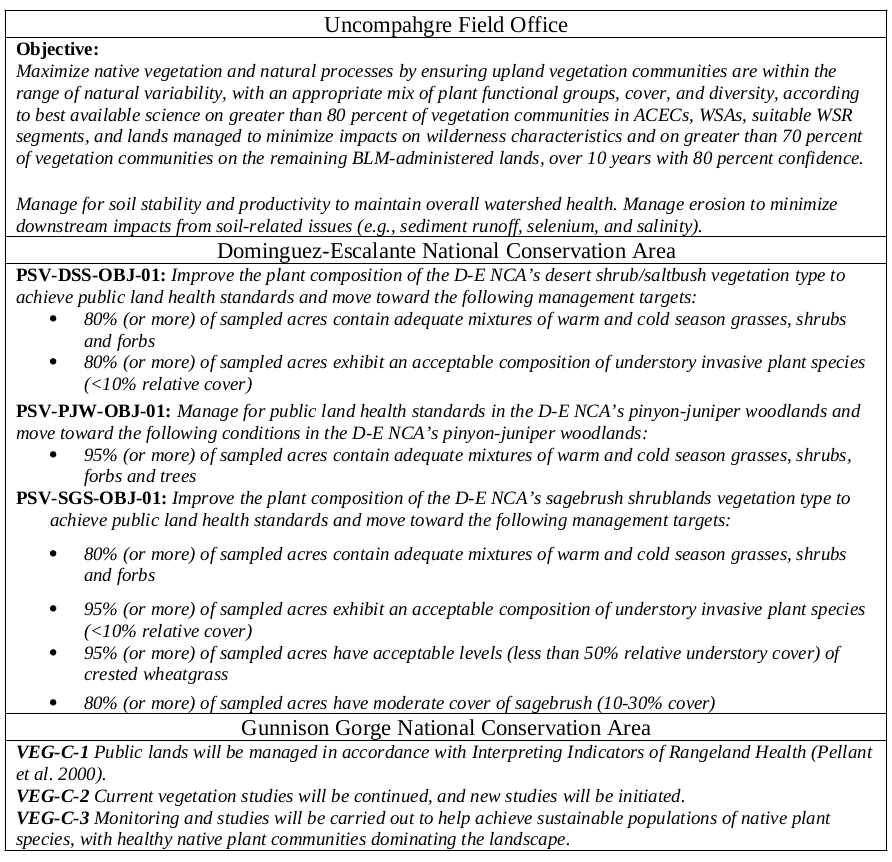 Uncompahgre Field Office
Objective:
Maximize native vegetation and natural processes by ensuring upland vegetation communities are within the
range of natural variability, with an appropriate mix of plant functional groups, cover, and diversity, according
to best available science on greater than 80 percent of vegetation communities in ACECs, WSAs, suitable WSR
segments, and lands managed to minimize impacts on wilderness characteristics and on greater than 70 percent
of vegetation communities on the remaining BLM-administered lands, over 10 years with 80 percent confidence.
Manage for soil stability and productivity to maintain overall watershed health. Manage erosion to minimize
downstream impacts from soil-related issues (e.g., sediment runoff, selenium, and salinity).
Dominguez-Escalante National Conservation Area
PSV-DSS-OBJ-01: Improve the plant composition of the D-E NCA's desert shrub/saltbush vegetation type to
achieve public land health standards and move toward the following management targets:
• 80% (or more) of sampled acres contain adequate mixtures of warm and cold season grasses, shrubs
and forbs
• 80% (or more) of sampled acres exhibit an acceptable composition of understory invasive plant species
(<10% relative cover)
PSV-PJW-OBJ-01: Manage for public land health standards in the D-E NCA's pinyon-juniper woodlands and
move toward the following conditions in the D-E NCA's pinyon-juniper woodlands:
• 95% (or more) of sampled acres contain adequate mixtures of warm and cold season grasses, shrubs,
forbs and trees
PSV-SGS-OBJ-01: Improve the plant composition of the D-E NCA's sagebrush shrublands vegetation type to
achieve public land health standards and move toward the following management targets:
• 80% (or more) of sampled acres contain adequate mixtures of warm and cold season grasses, shrubs
and forbs
• 95% (or more) of sampled acres exhibit an acceptable composition of understory invasive plant species
(<10% relative cover)
• 95% (or more) of sampled acres have acceptable levels (less than 50% relative understory cover) of
crested wheatgrass
• 80% (or more) of sampled acres have moderate cover of sagebrush (10-30% cover)
Gunnison Gorge National Conservation Area
VEG-C-1 Public lands will be managed in accordance with Interpreting Indicators of Rangeland Health (Pellant
et al. 2000).
VEG-C-2 Current vegetation studies will be continued, and new studies will be initiated.
VEG-C-3 Monitoring and studies will be carried out to help achieve sustainable populations of native plant
species, with healthy native plant communities dominating the landscape.